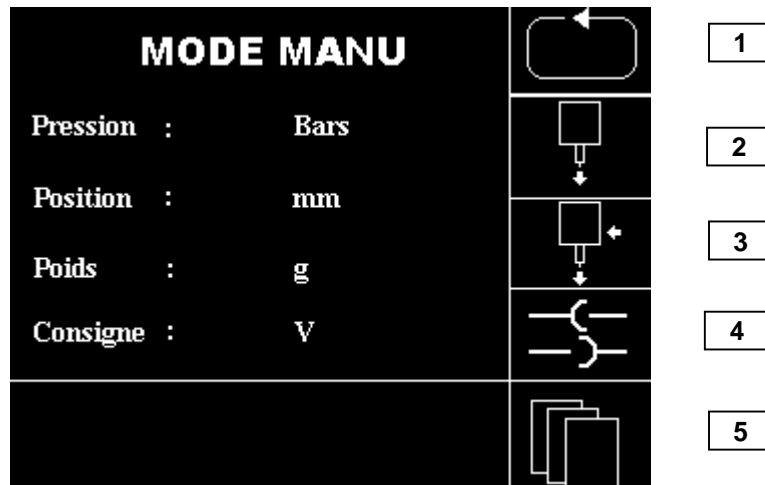 MODE MANU
1
Pression : Bars
2
Position : mm
3
Poids : g
Consigne : V
4
5